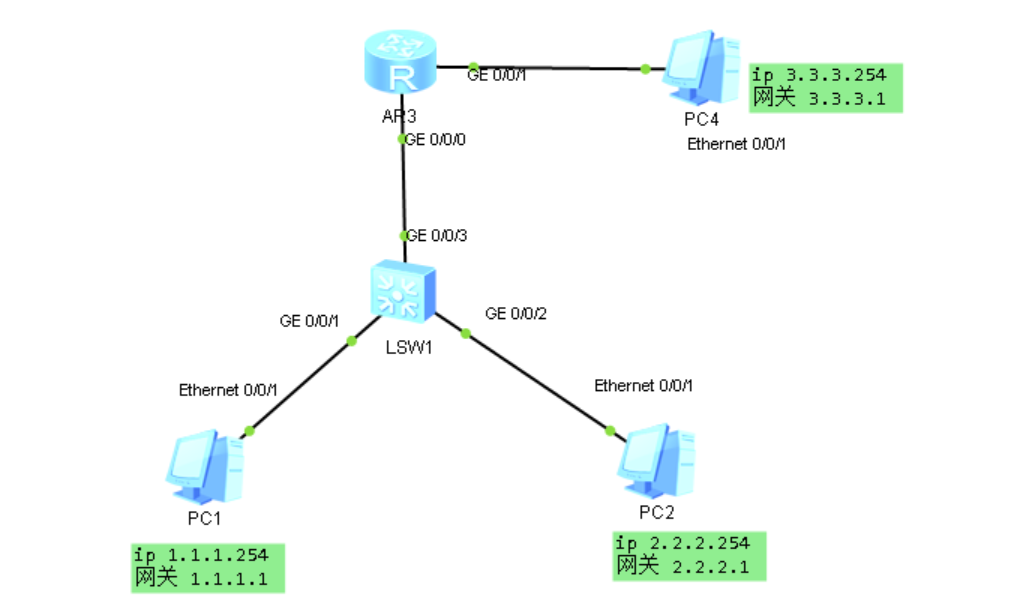 R
GE 0/0/1
ip 3.3.3.254
网关 3.3.3.1
AR3
PC4
GE 0/0/0
Ethernet 0/0/1
GE 0/0/3
GE 0/0/1
GE 0/0/2
LSW1
Ethernet 0/0/1
Ethernet 0/0/1
PC1
PC2
ip 1.1.1.254
网关 1.1.1.1
ip 2.2.2.254
网关 2.2.2.1